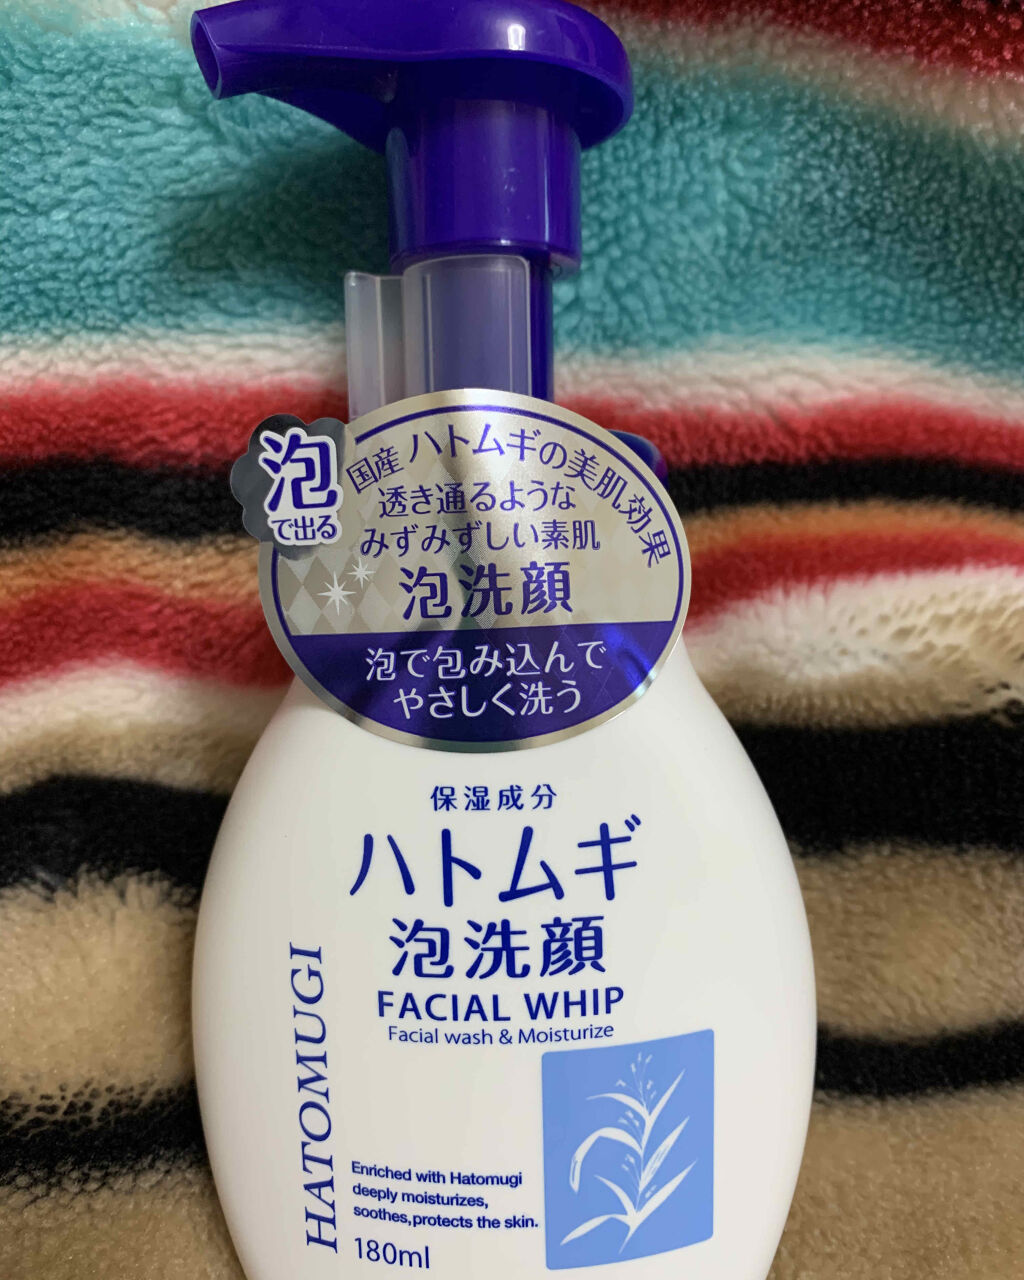 泡
で出る
国産 ハトムギの美肌効果
透き通るような
みずみずしい素肌
泡洗顔
泡で包み込んで
やさしく洗う
保湿成分
ハトムギ
泡洗顔
FACIAL WHIP
Facial wash & Moisturize
HATOMUGI
Enriched with Hatomugi
deeply moisturizes,
soothes,protects the skin.
180ml